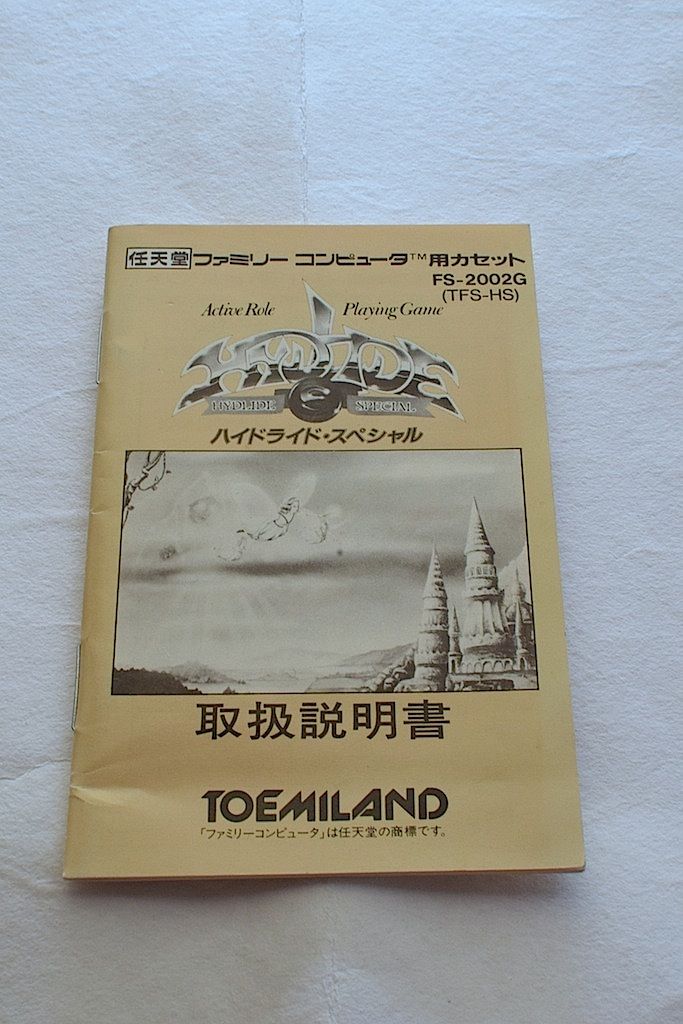 任天堂ファミリー コンピュータ™用カセット
FS-2002G
(TFS-HS)
Active Role Playing Game
HYDLIDE
HYDLIDE SPECIAL
ハイドライド・スペシャル
取扱説明書
TOEMILAND
「ファミリーコンピュータ」は任天堂の商標です。